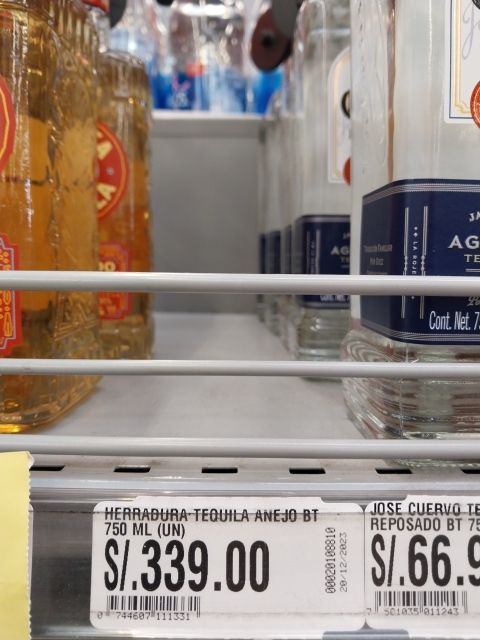 AG
Cont. Net. 7
HERRADURA-TEQUILA ANEJO BT
750 ML (UN)
S/.339.00
00020108810
20/12/2023
0 744607 111331
JOSE CUERVO TE
REPOSADO BT 75
S/.66.9
7 501035 011243